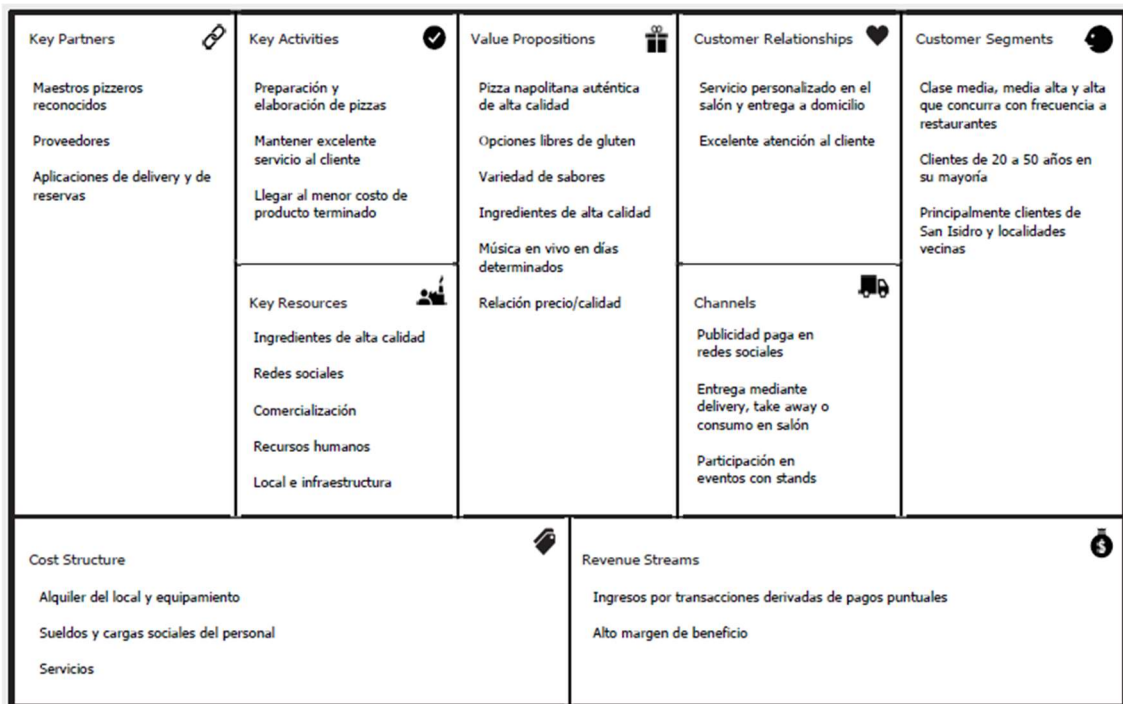 Key Partners
Maestros pizzeros
reconocidos
Proveedores
Aplicaciones de delivery y de
reservas
Key Activities
Preparación y
elaboración de pizzas
Mantener excelente
servicio al cliente
Llegar al menor costo de
producto terminado
Key Resources
Ingredientes de alta calidad
Redes sociales
Comercialización
Recursos humanos
Local e infraestructura
Value Propositions
Pizza napolitana auténtica
de alta calidad
Opciones libres de gluten
Variedad de sabores
Ingredientes de alta calidad
Música en vivo en días
determinados
Relación precio/calidad
Customer Relationships
Servicio personalizado en el
salón y entrega a domicilio
Excelente atención al cliente
Channels
Publicidad paga en
redes sociales
Entrega mediante
delivery, take away o
consumo en salón
Participación en
eventos con stands
Customer Segments
Clase media, media alta y alta
que concurra con frecuencia a
restaurantes
Clientes de 20 a 50 años en
su mayoría
Principalmente clientes de
San Isidro y localidades
vecinas
Cost Structure
Alquiler del local y equipamiento
Sueldos y cargas sociales del personal
Servicios
Revenue Streams
Ingresos por transacciones derivadas de pagos puntuales
Alto margen de beneficio
$